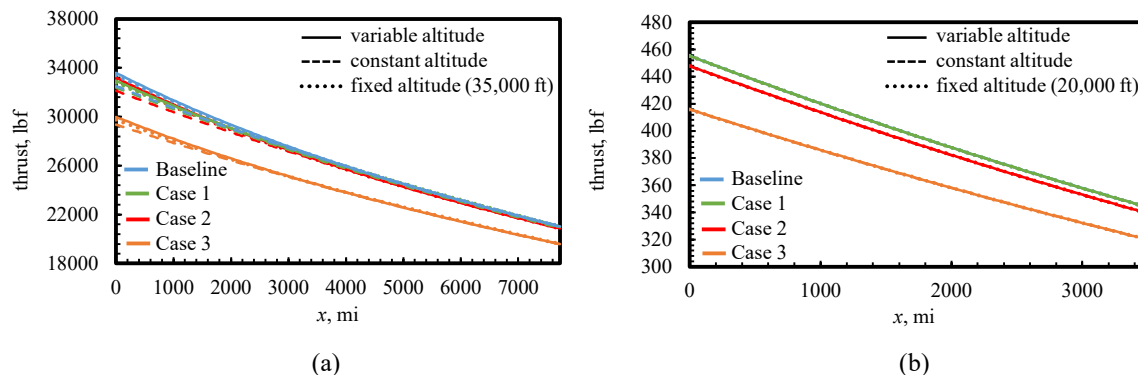 38000
34000
30000
26000
22000
18000
thrust, lbf
variable altitude
constant altitude
fixed altitude (35,000 ft)
Baseline
Case 1
Case 2
Case 3
0 1000 2000 3000 4000 5000 6000 7000
x, mi
(a)
480
460
440
420
400
380
360
340
320
300
thrust, lbf
variable altitude
constant altitude
fixed altitude (20,000 ft)
Baseline
Case 1
Case 2
Case 3
0 1000 2000 3000
x, mi
(b)